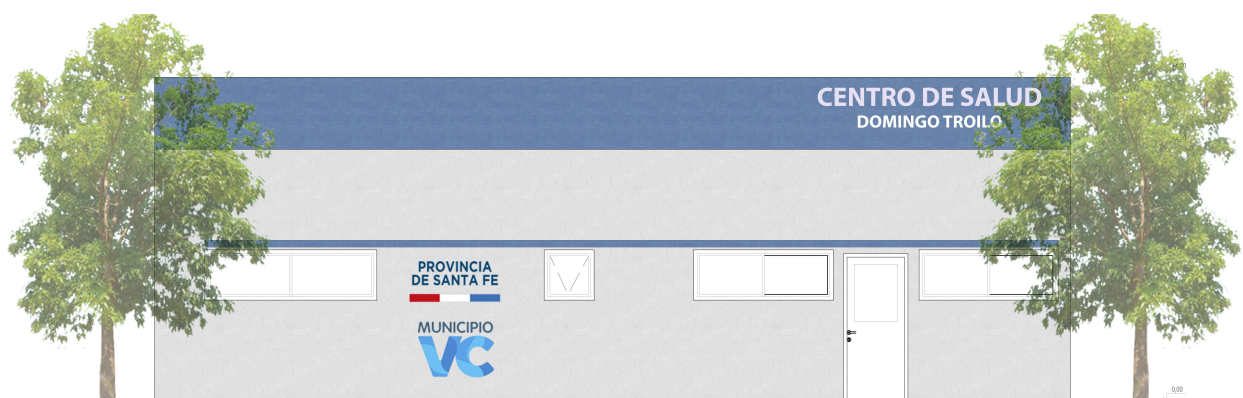 CENTRO DE SALUD
DOMINGO TROILO
PROVINCIA
DE SANTA FE
MUNICIPIO
VC
0,00